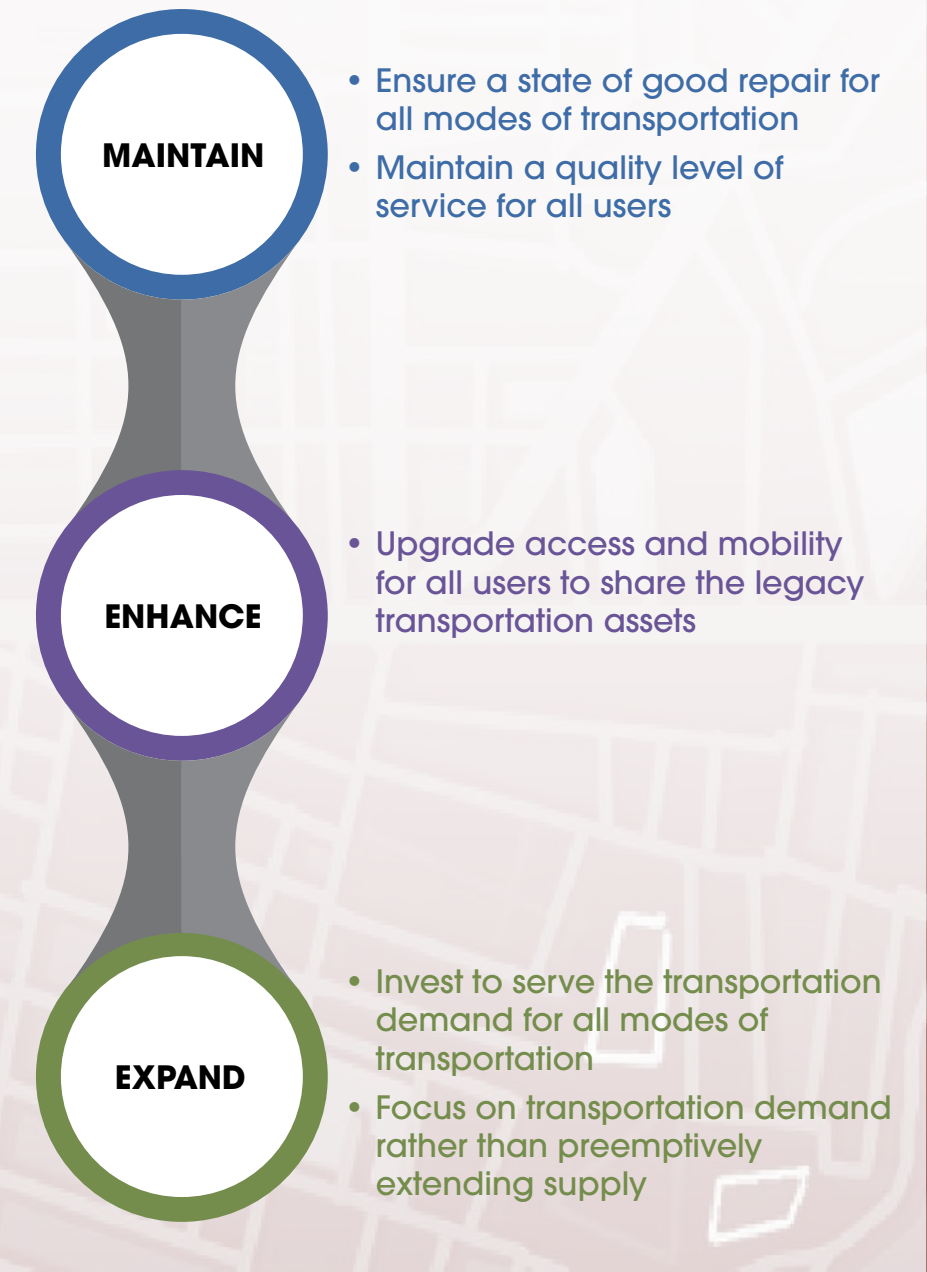 MAINTAIN
• Ensure a state of good repair for
all modes of transportation
• Maintain a quality level of
service for all users
ENHANCE
• Upgrade access and mobility
for all users to share the legacy
transportation assets
EXPAND
• Invest to serve the transportation
demand for all modes of
transportation
• Focus on transportation demand
rather than preemptively
extending supply